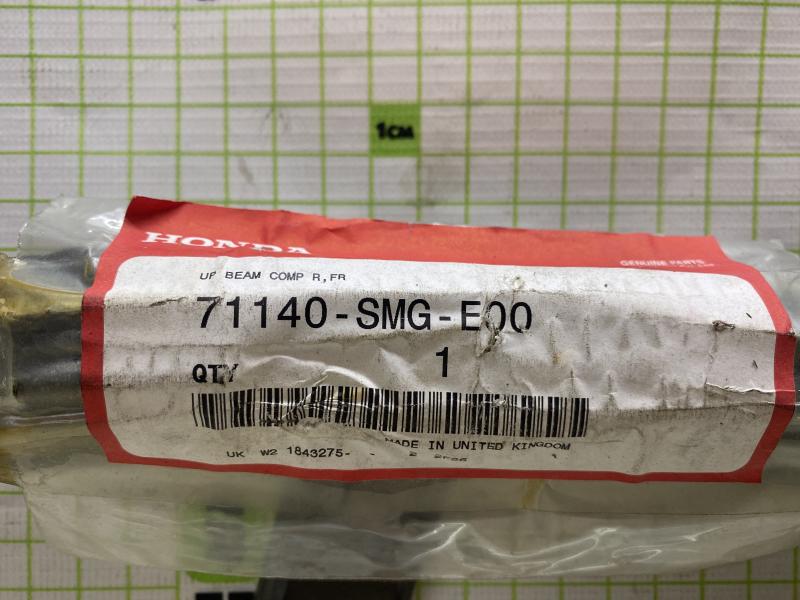 1CM
HONDA
GENUINE PARTS
UP BEAM COMP R,FR
71140-SMG-E00
QTY 1
MADE IN UNITED KINGDOM
UK W2 1843275-